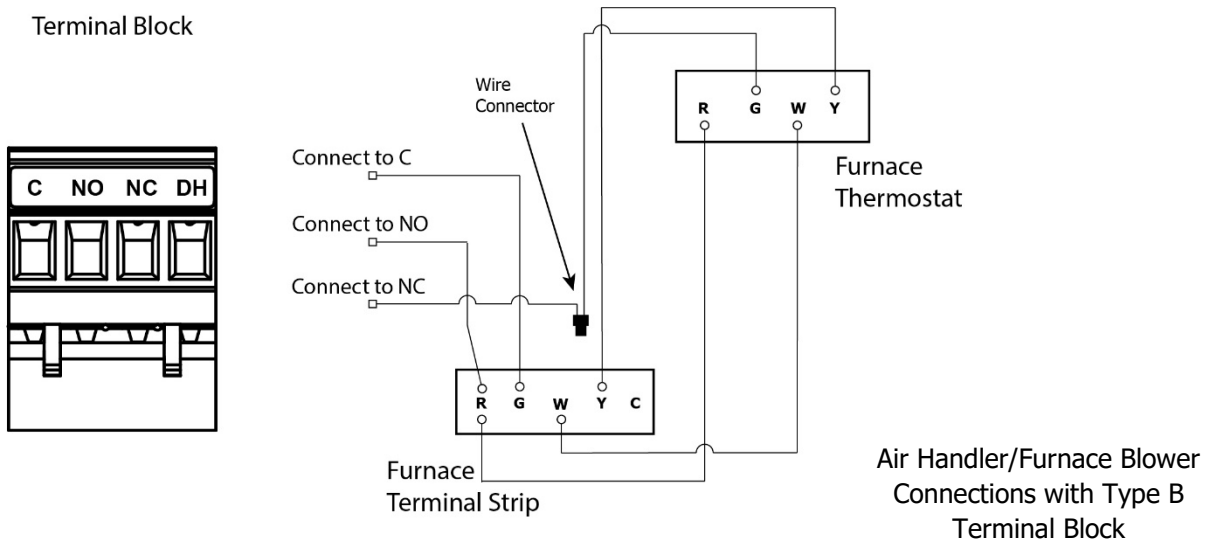 Terminal Block
C NO NC DH
Wire
Connector
Connect to C
Connect to NO
Connect to NC
R G W Y
Furnace
Thermostat
R G W Y C
Furnace
Terminal Strip
Air Handler/Furnace Blower
Connections with Type B
Terminal Block